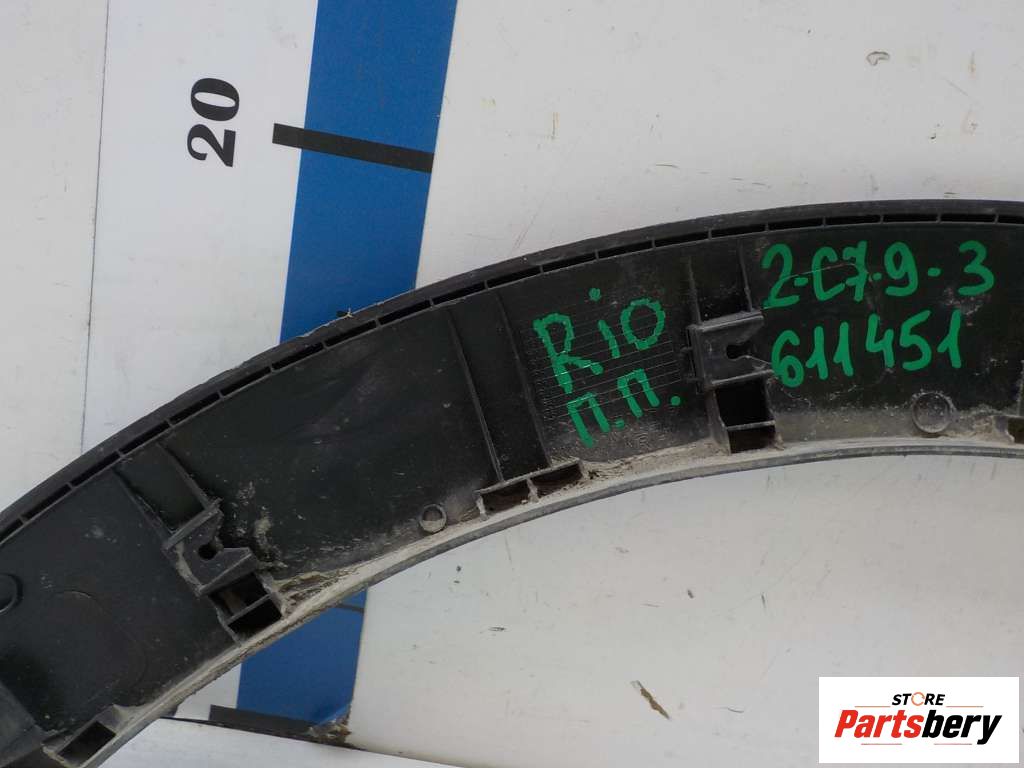 20
Rio
п.п.
2-C7-9-3
611451
STORE
Partsbery